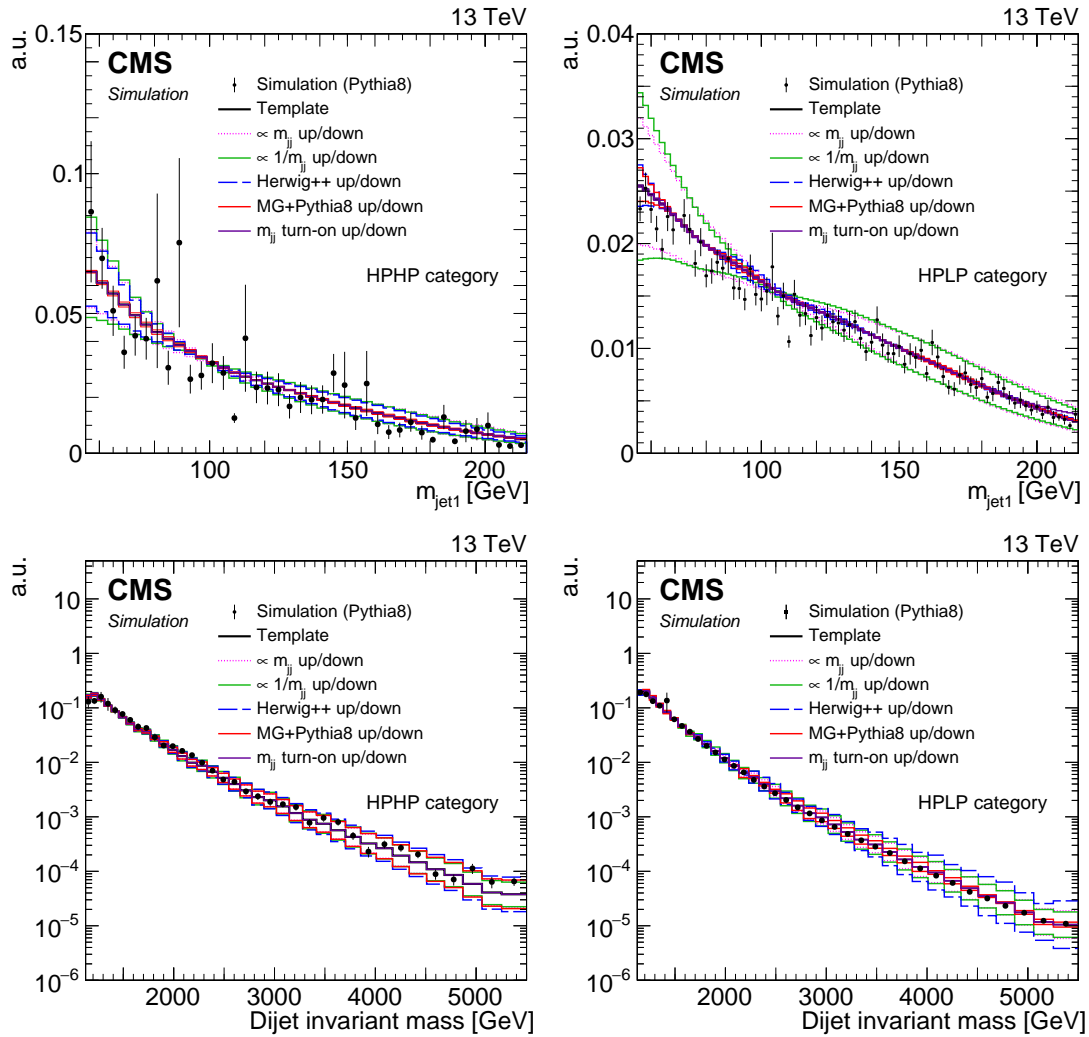 13 TeV
a.u.
0.15
0.1
0.05
0
CMS
Simulation
Simulation (Pythia8)
Template
∝ m_jj up/down
∝ 1/m_jj up/down
Herwig++ up/down
MG+Pythia8 up/down
m_jj turn-on up/down
HPHP category
100 150 200
m_jet1 [GeV]
13 TeV
a.u.
0.04
0.03
0.02
0.01
0
CMS
Simulation
Simulation (Pythia8)
Template
∝ m_jj up/down
∝ 1/m_jj up/down
Herwig++ up/down
MG+Pythia8 up/down
m_jj turn-on up/down
HPLP category
100 150 200
m_jet1 [GeV]
13 TeV
a.u.
10
1
10^−1
10^−2
10^−3
10^−4
10^−5
10^−6
CMS
Simulation
Simulation (Pythia8)
Template
∝ m_jj up/down
∝ 1/m_jj up/down
Herwig++ up/down
MG+Pythia8 up/down
m_jj turn-on up/down
HPHP category
2000 3000 4000 5000
Dijet invariant mass [GeV]
13 TeV
a.u.
10
1
10^−1
10^−2
10^−3
10^−4
10^−5
10^−6
CMS
Simulation
Simulation (Pythia8)
Template
∝ m_jj up/down
∝ 1/m_jj up/down
Herwig++ up/down
MG+Pythia8 up/down
m_jj turn-on up/down
HPLP category
2000 3000 4000 5000
Dijet invariant mass [GeV]